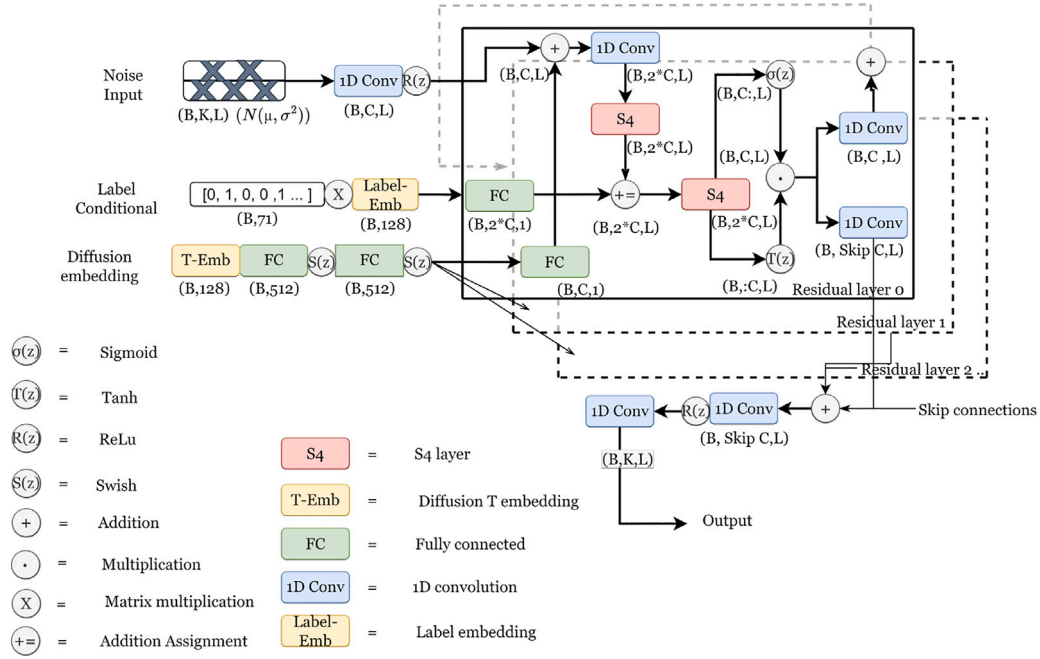 Noise
Input
(B,K,L) (N(μ, σ²))
1D Conv
R(z)
(B,C,L)
+
(B,C,L)
1D Conv
(B,2*C,L)
S4
(B,2*C,L)
σ(z)
(B,C:,L)
+
1D Conv
(B,C ,L)
(B,C,L)
·
Label
Conditional
[0, 1, 0, 0, ,1 ... ]
(B,71)
X
Label-
Emb
(B,128)
FC
(B,2*C,1)
+=
(B,2*C,L)
S4
(B,2*C,L)
1D Conv
(B, Skip C,L)
Diffusion
embedding
T-Emb
(B,128)
FC
(B,512)
S(z)
FC
(B,512)
S(z)
FC
(B,C,1)
T(z)
(B,:C,L)
Residual layer 0
Residual layer 1
Residual layer 2 ..
Skip connections
+
1D Conv
(B, Skip C,L)
R(z)
1D Conv
(B,K,L)
Output
σ(z) = Sigmoid
T(z) = Tanh
R(z) = ReLu
S(z) = Swish
+ = Addition
· = Multiplication
X = Matrix multiplication
+= = Addition Assignment
S4 = S4 layer
T-Emb = Diffusion T embedding
FC = Fully connected
1D Conv = 1D convolution
Label-
Emb = Label embedding